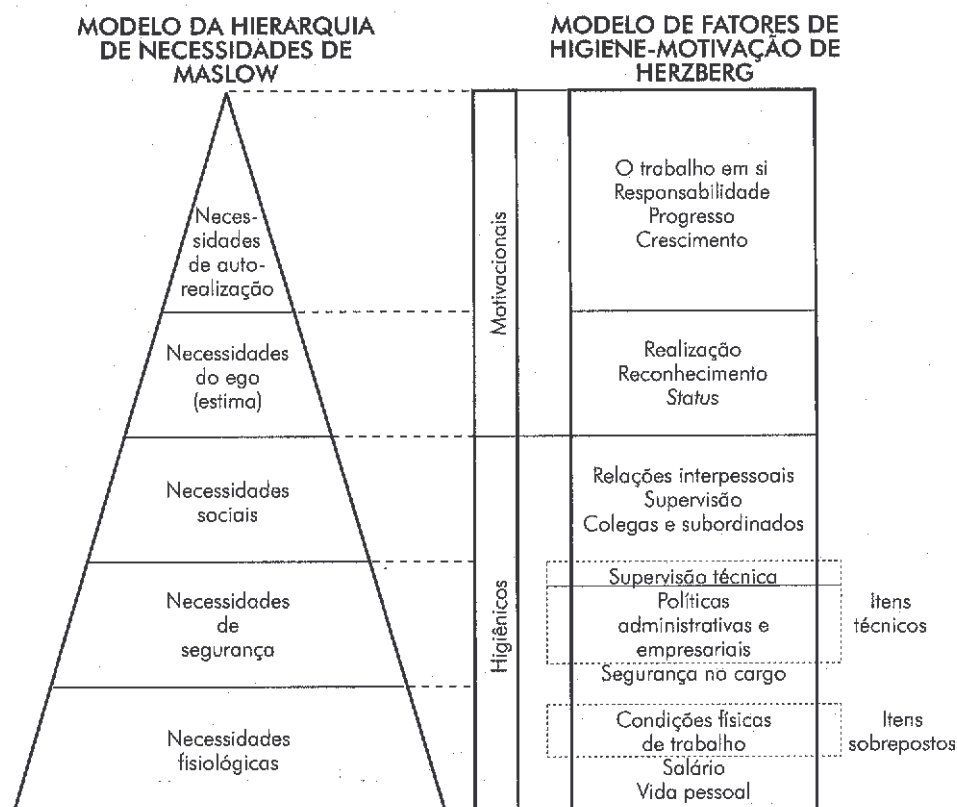 MODELO DA HIERARQUIA
DE NECESSIDADES DE
MASLOW
MODELO DE FATORES DE
HIGIENE-MOTIVAÇÃO DE
HERZBERG
Neces-
sidades
de auto-
realização
Necessidades
do ego
(estima)
Necessidades
sociais
Necessidades
de
segurança
Necessidades
fisiológicas
Motivacionais
Higiênicos
O trabalho em si
Responsabilidade
Progresso
Crescimento
Realização
Reconhecimento
Status
Relações interpessoais
Supervisão
Colegas e subordinados
Supervisão técnica
Políticas
administrativas e
empresariais
Segurança no cargo
Itens
técnicos
Condições físicas
de trabalho
Salário
Vida pessoal
Itens
sobrepostos